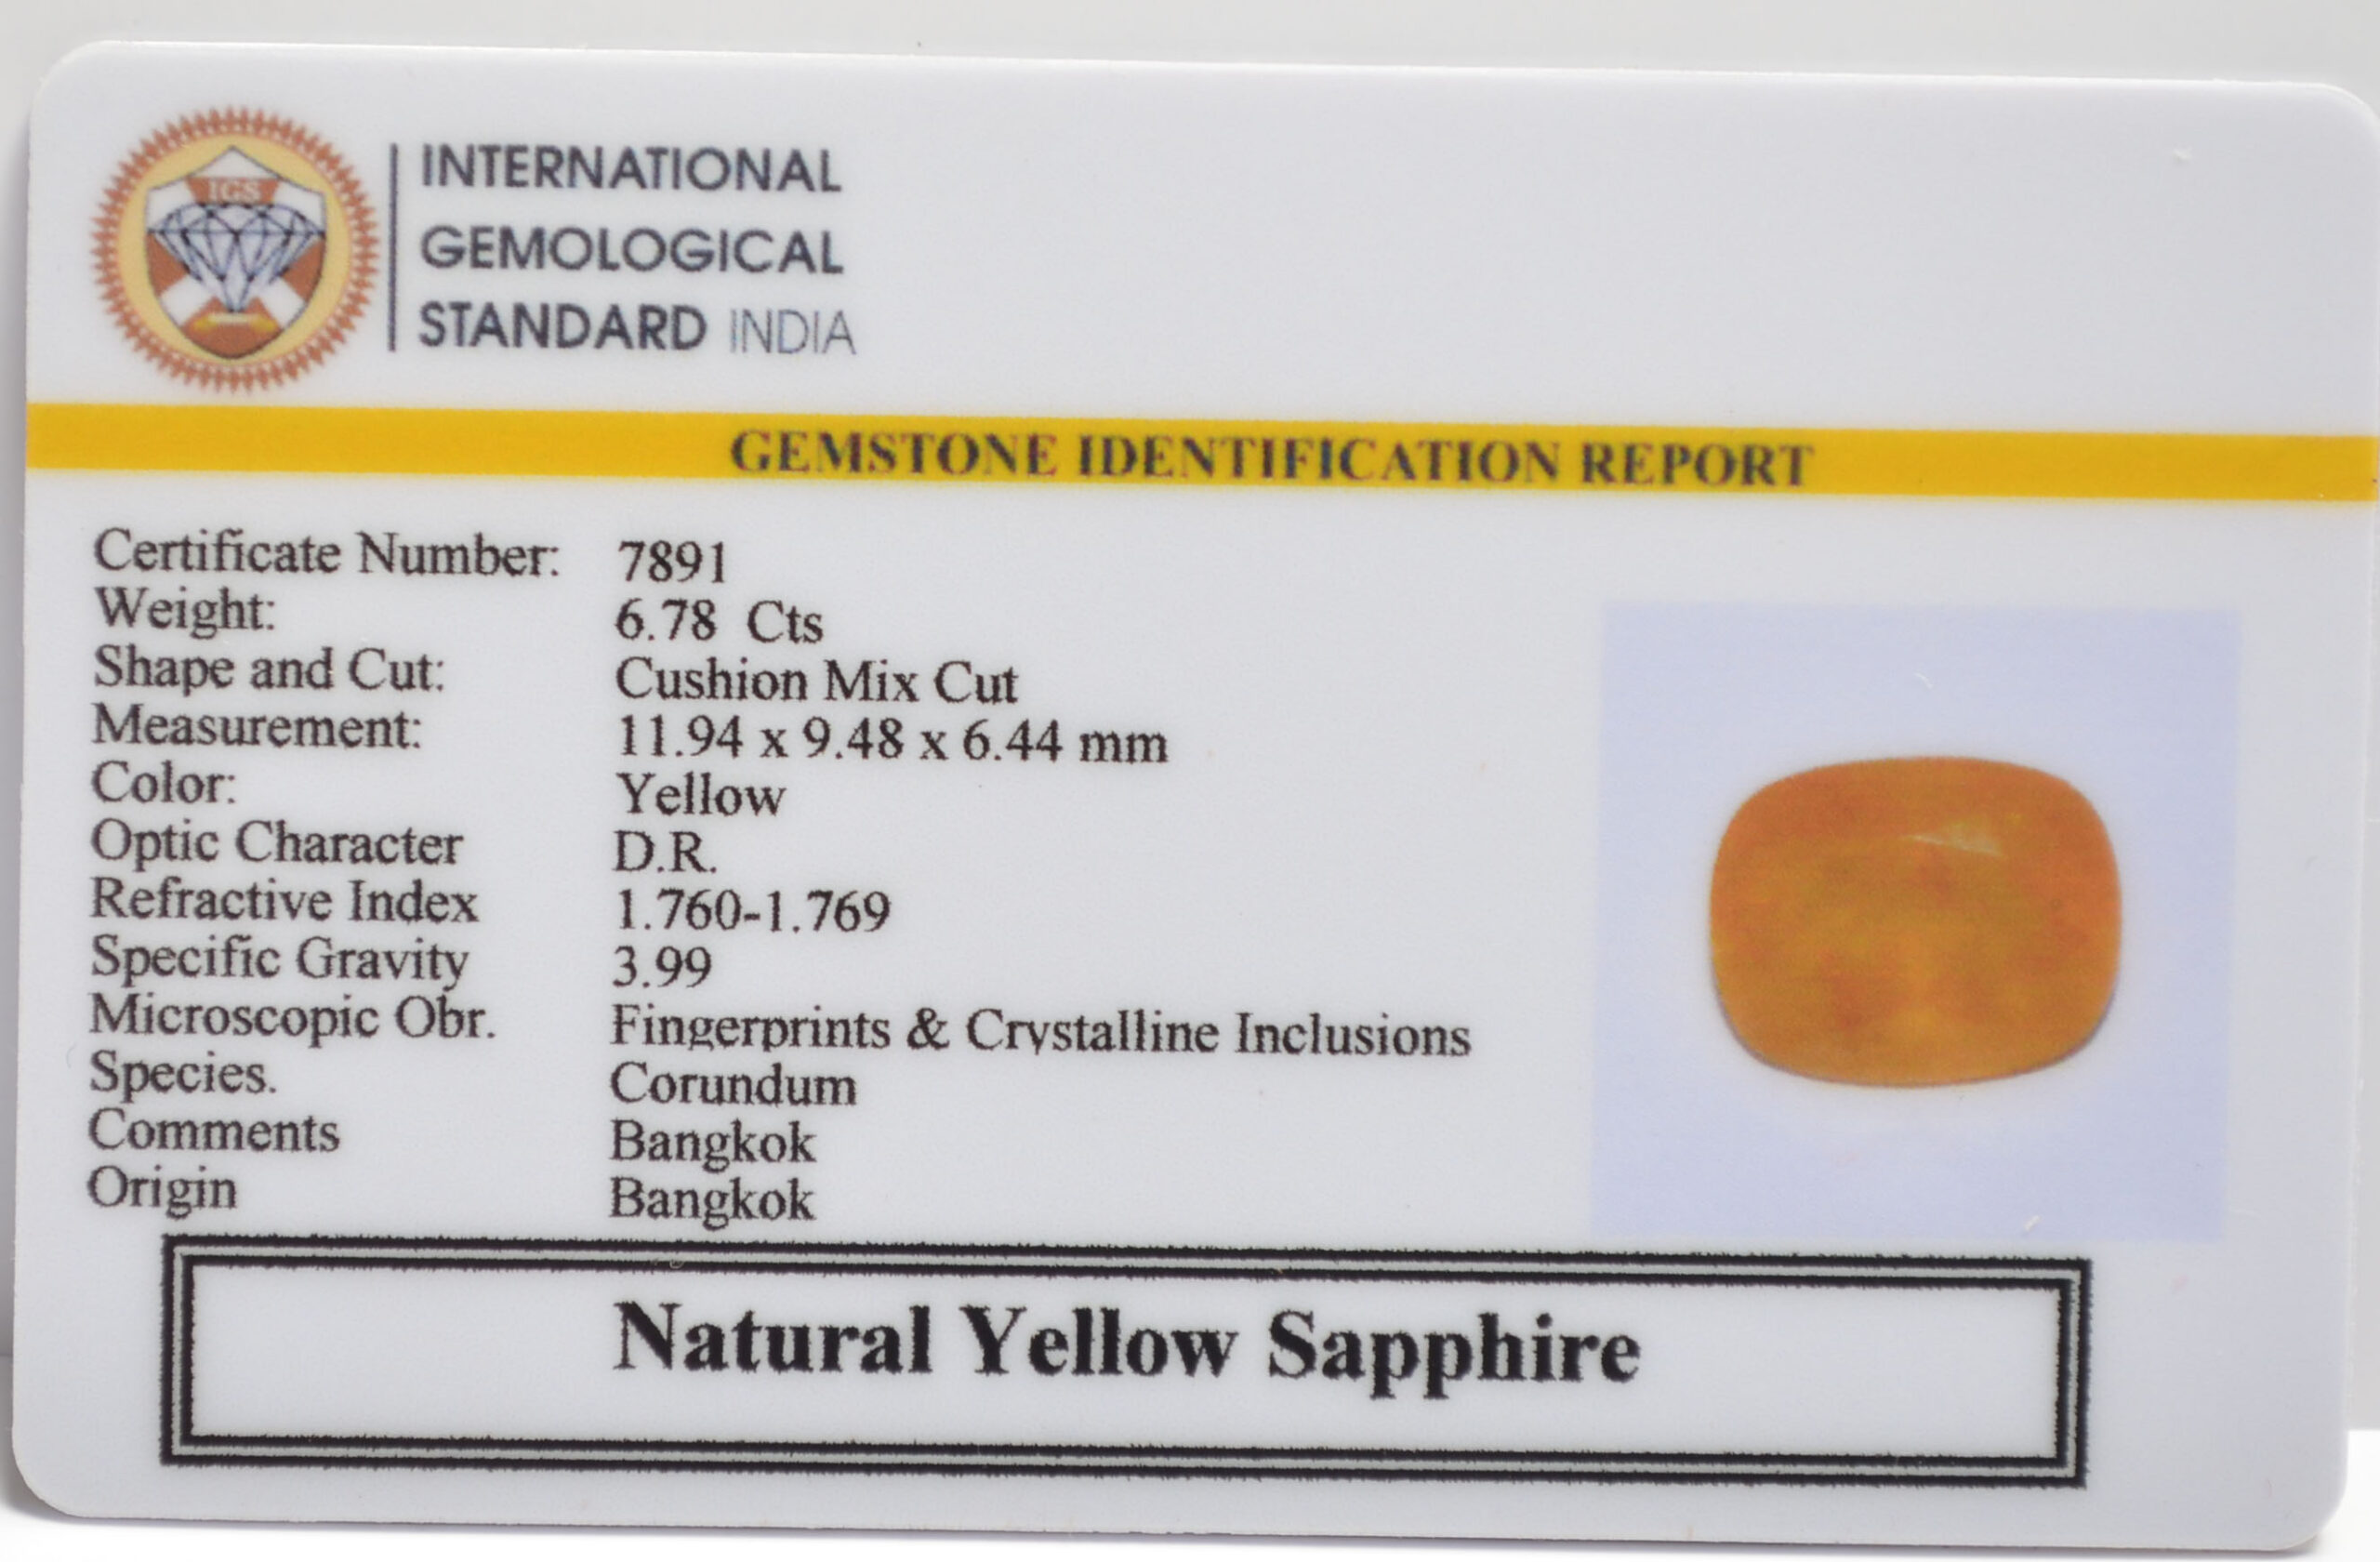 IGS
INTERNATIONAL
GEMOLOGICAL
STANDARD INDIA
GEMSTONE IDENTIFICATION REPORT
Certificate Number: 7891
Weight: 6.78 Cts
Shape and Cut: Cushion Mix Cut
Measurement: 11.94 x 9.48 x 6.44 mm
Color: Yellow
Optic Character D.R.
Refractive Index 1.760-1.769
Specific Gravity 3.99
Microscopic Obr. Fingerprints & Crystalline Inclusions
Species. Corundum
Comments Bangkok
Origin Bangkok
Natural Yellow Sapphire